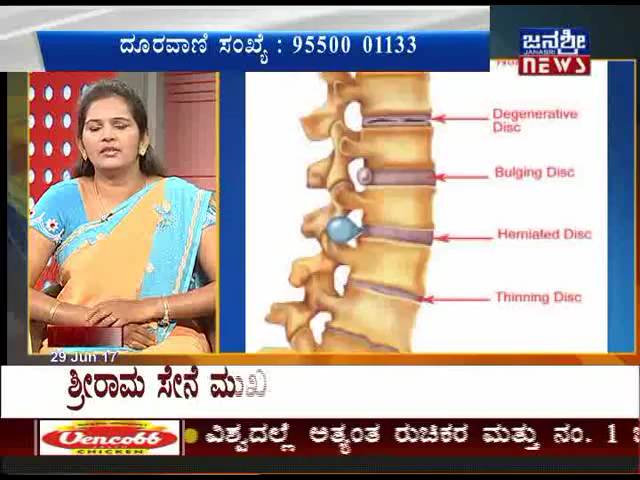 ದೂರವಾಣಿ ಸಂಖ್ಯೆ : 95500 01133
ಜನಶ್ರೀ
JANASRI
NEWS
Degenerative
Disc
Bulging Disc
Herniated Disc
Thinning Disc
29 Jun 17
ಶ್ರೀರಾಮ ಸೇನೆ ಮುಖ
Vencobb
CHICKEN
ವಿಶ್ವದಲ್ಲೆ ಅತ್ಯಂತ ರುಚಿಕರ ಮತ್ತು ನಂ. 1